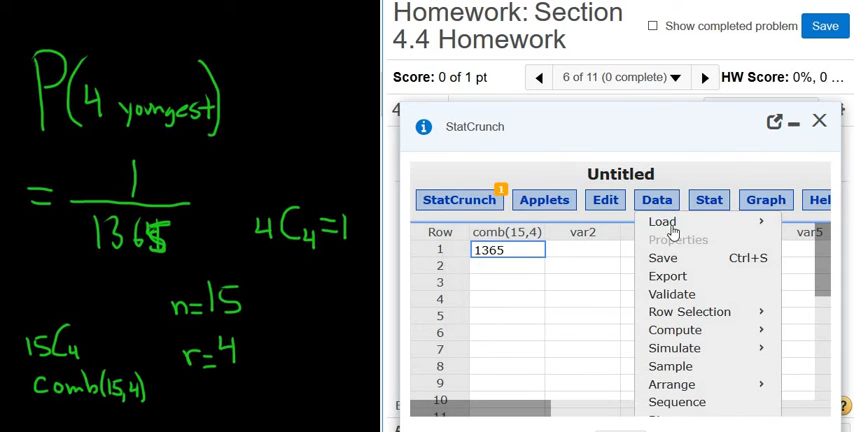 P(4 youngest)
= 1
1365
4C4=1
n=15
15C4
r=4
comb(15,4)
Homework: Section
4.4 Homework
Show completed problem
Save
Score: 0 of 1 pt
6 of 11 (0 complete)
HW Score: 0%, 0 ...
4
StatCrunch
Untitled
StatCrunch 1 Applets Edit Data Stat Graph Hel
Row comb(15,4) var2 var5
1 1365
2
3
4
5
6
7
8
9
10
Load
Properties
Save Ctrl+S
Export
Validate
Row Selection
Compute
Simulate
Sample
Arrange
Sequence